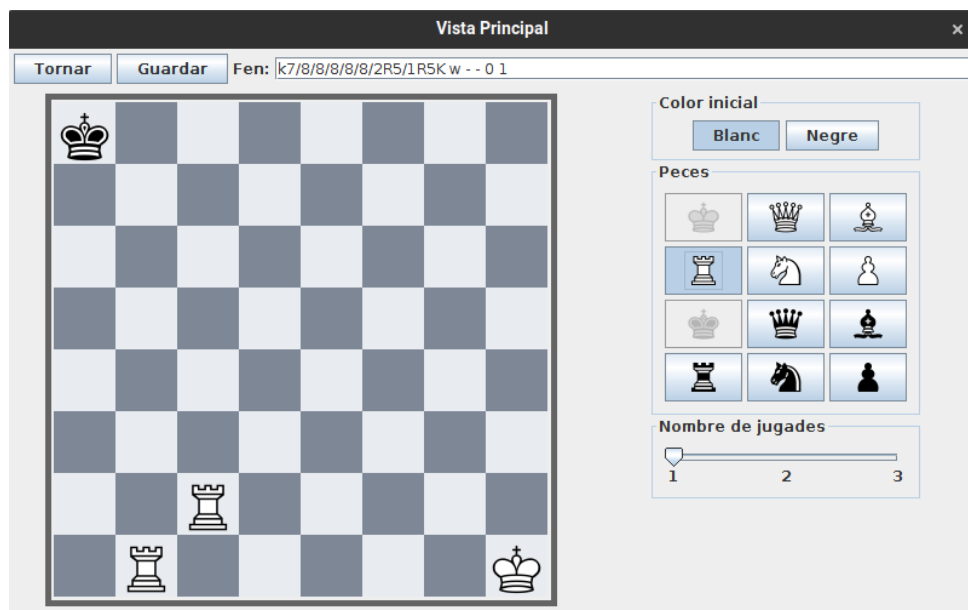 Vista Principal ×
Tornar Guardar Fen: k7/8/8/8/8/8/2R5/1R5K w - - 0 1
Color inicial
Blanc Negre
Peces
Nombre de jugades
1 2 3